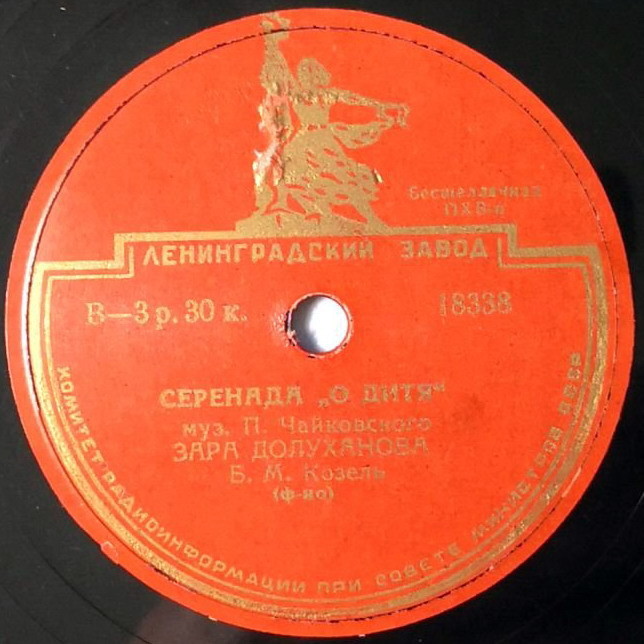 Бесшеллачная
ПХВ-п
ЛЕНИНГРАДСКИЙ ЗАВОД
В—3 р. 30 к.
18338
СЕРЕНАДА „О ДИТЯ“
муз. П. Чайковского
ЗАРА ДОЛУХАНОВА
Б. М. Козель
(ф-но)
КОМИТЕТ РАДИОИНФОРМАЦИИ ПРИ СОВЕТЕ МИНИСТРОВ СССР